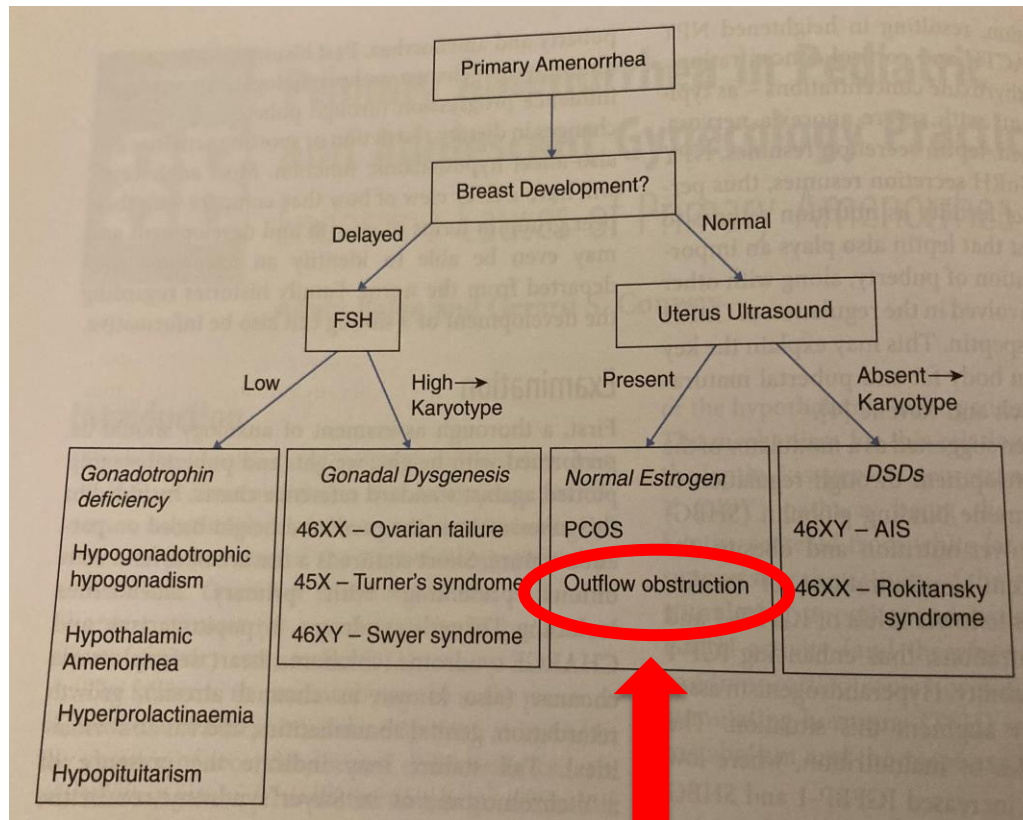 Primary Amenorrhea
Breast Development?
Delayed
Normal
FSH
Uterus Ultrasound
Low
High→
Karyotype
Present
Absent→
Karyotype
Gonadotrophin
deficiency
Hypogonadotrophic
hypogonadism
Hypothalamic
Amenorrhea
Hyperprolactinaemia
Hypopituitarism
Gonadal Dysgenesis
46XX – Ovarian failure
45X – Turner's syndrome
46XY – Swyer syndrome
Normal Estrogen
PCOS
Outflow obstruction
DSDs
46XY – AIS
46XX – Rokitansky
syndrome